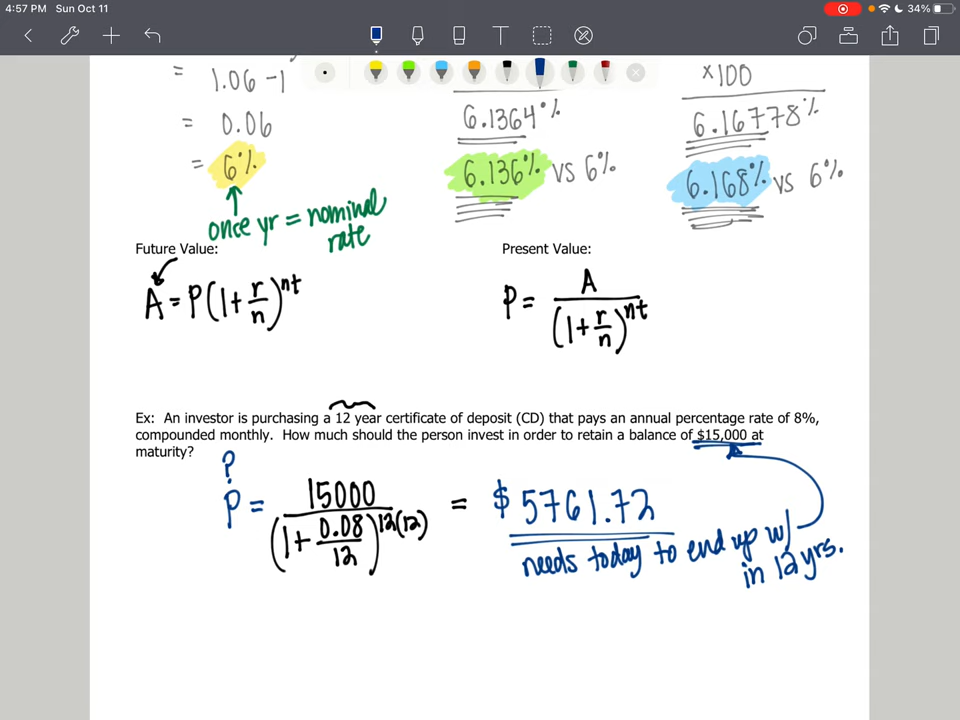 4:57 PM Sun Oct 11
34%
= 1.06 -1
= 0.06
= 6%
once yr = nominal
rate
6.1364%
6.136% vs 6%
x100
6.16778%
6.168% vs 6%
Future Value:
A = P(1+ r/n)^nt
Present Value:
P = A/(1+ r/n)^nt
Ex: An investor is purchasing a 12 year certificate of deposit (CD) that pays an annual percentage rate of 8%,
compounded monthly. How much should the person invest in order to retain a balance of $15,000 at
maturity?
?
P = 15000/(1+ 0.08/12)^12(12) = $5761.72
needs today to end up w/
in 12 yrs.